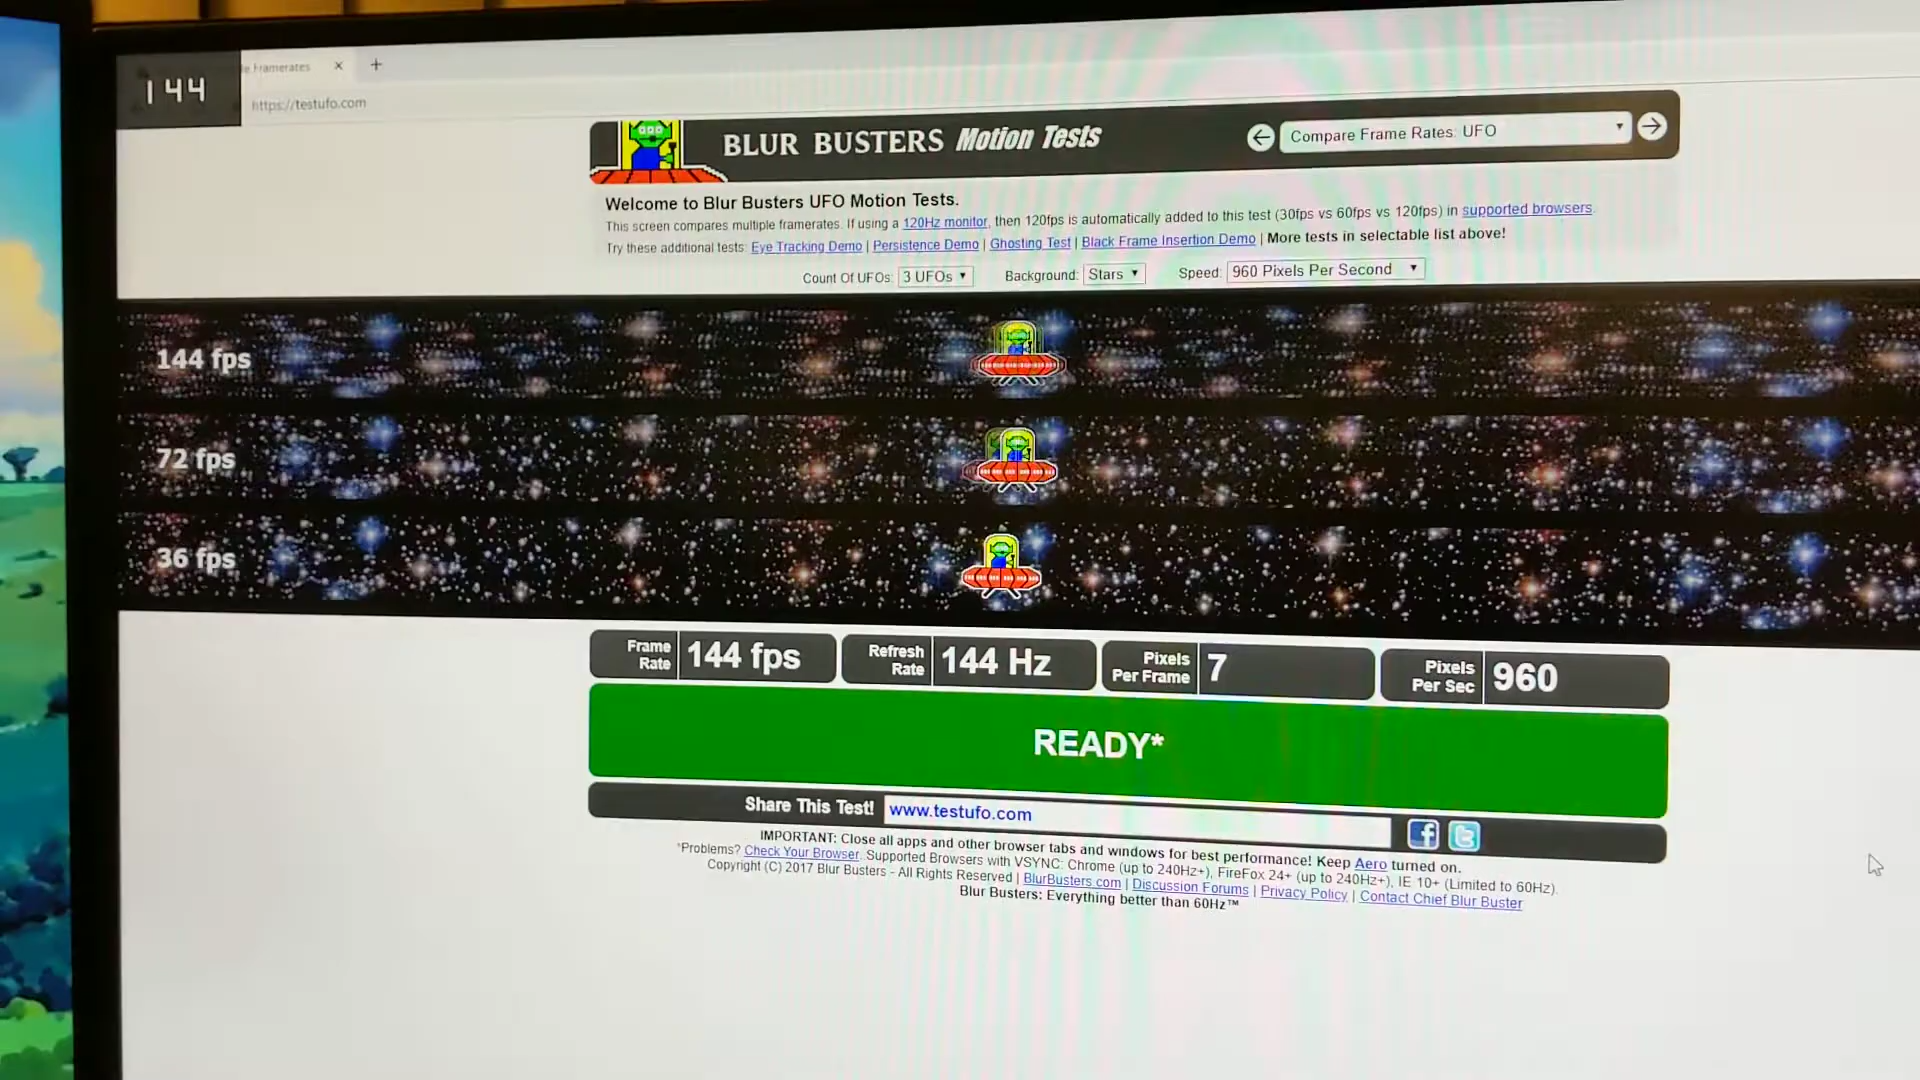 144
le Framerates × +
https://testufo.com
BLUR BUSTERS Motion Tests
Compare Frame Rates: UFO
Welcome to Blur Busters UFO Motion Tests.
This screen compares multiple framerates. If using a 120Hz monitor, then 120fps is automatically added to this test (30fps vs 60fps vs 120fps) in supported browsers.
Try these additional tests: Eye Tracking Demo | Persistence Demo | Ghosting Test | Black Frame Insertion Demo | More tests in selectable list above!
Count Of UFOs: 3 UFOs Background: Stars Speed: 960 Pixels Per Second
144 fps
72 fps
36 fps
Frame Rate 144 fps
Refresh Rate 144 Hz
Pixels Per Frame 7
Pixels Per Sec 960
READY*
Share This Test! www.testufo.com
IMPORTANT: Close all apps and other browser tabs and windows for best performance! Keep Aero turned on.
*Problems? Check Your Browser. Supported Browsers with VSYNC: Chrome (up to 240Hz+), FireFox 24+ (up to 240Hz+), IE 10+ (Limited to 60Hz).
Copyright (C) 2017 Blur Busters - All Rights Reserved | BlurBusters.com | Discussion Forums | Privacy Policy | Contact Chief Blur Buster
Blur Busters: Everything better than 60Hz™